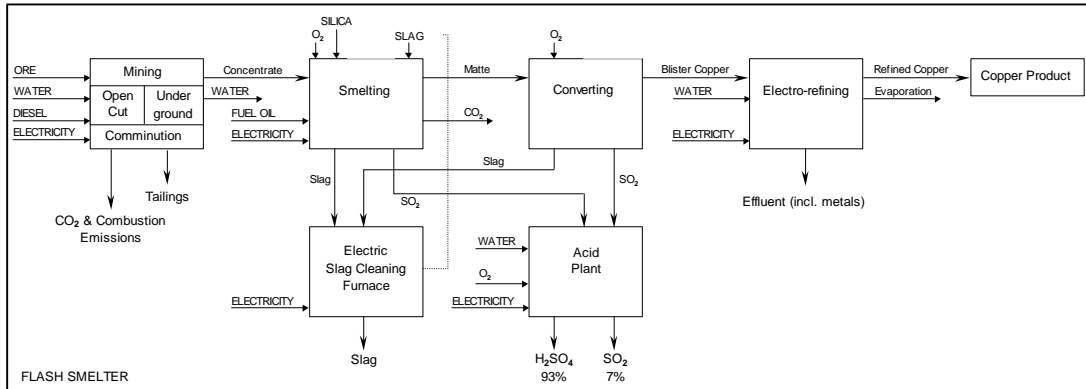 SILICA
O₂
SLAG
O₂
ORE
Mining
Concentrate
Smelting
Matte
Converting
Blister Copper
Electro-refining
Refined Copper
Copper Product
WATER
Open
Cut
Under
ground
WATER
WATER
Evaporation
DIESEL
FUEL OIL
CO₂
ELECTRICITY
Comminution
ELECTRICITY
ELECTRICITY
Slag
Slag
SO₂
SO₂
Tailings
CO₂ & Combustion
Emissions
Effluent (incl. metals)
Electric
Slag Cleaning
Furnace
WATER
Acid
Plant
O₂
ELECTRICITY
ELECTRICITY
Slag
H₂SO₄
93%
SO₂
7%
FLASH SMELTER